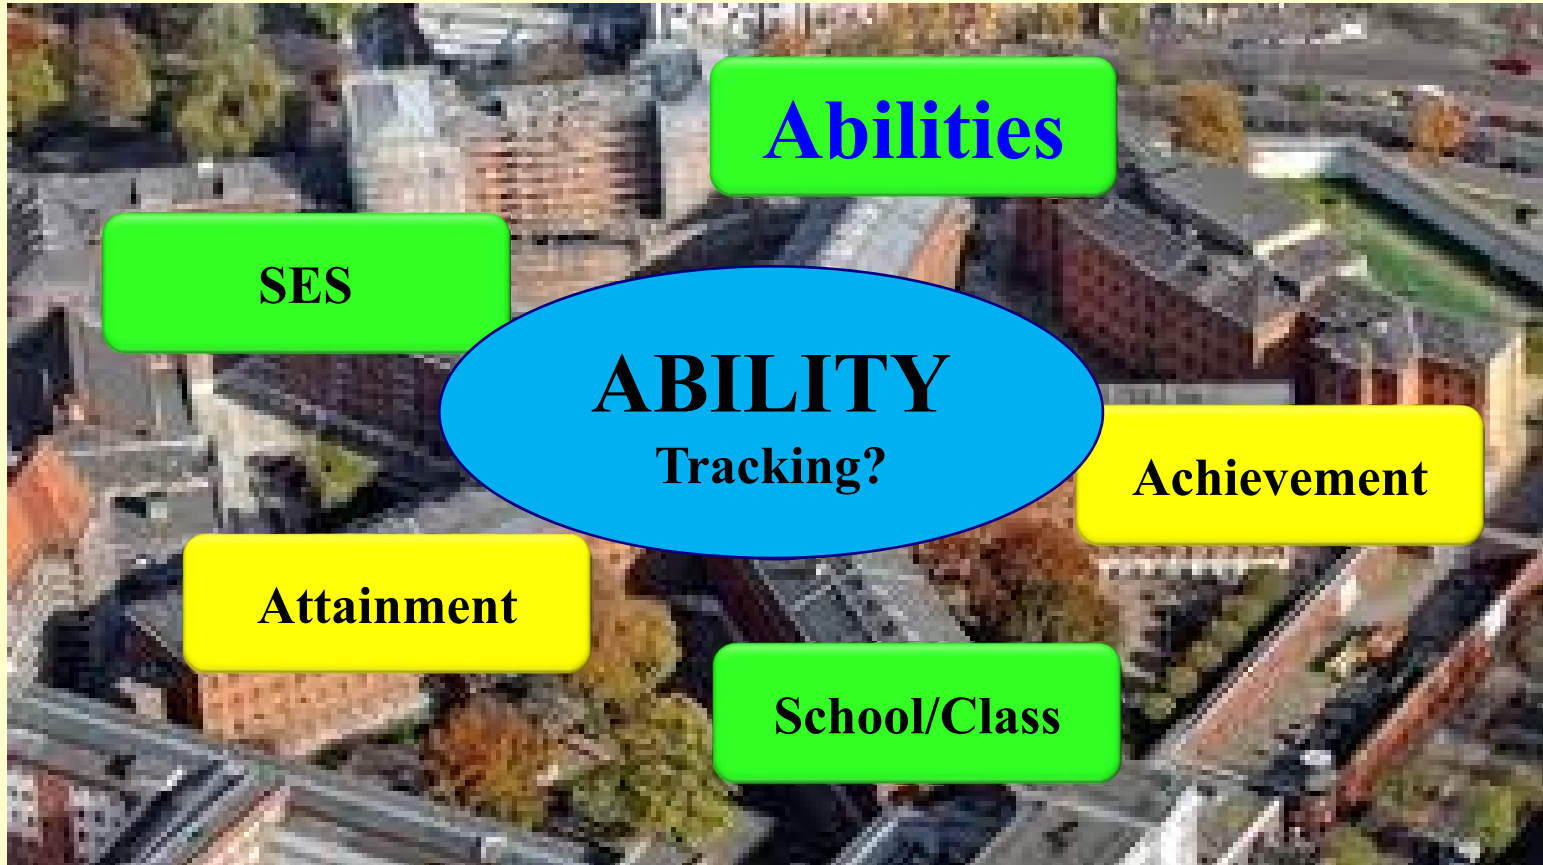 Abilities
SES
ABILITY
Tracking?
Achievement
Attainment
School/Class